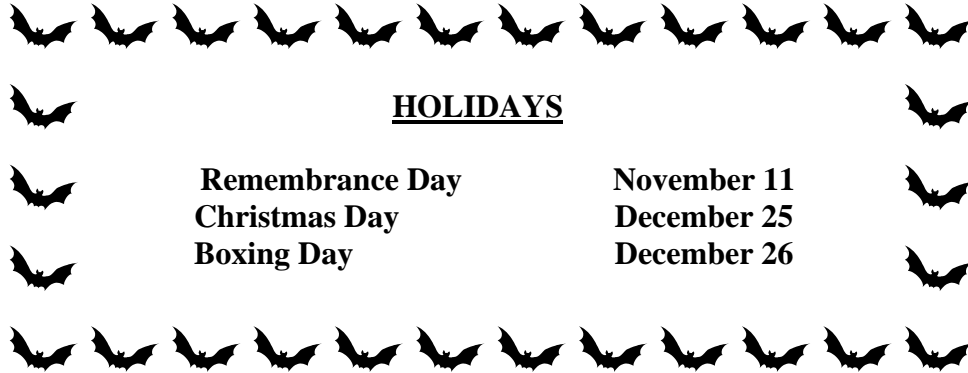 HOLIDAYS
Remembrance Day November 11
Christmas Day December 25
Boxing Day December 26